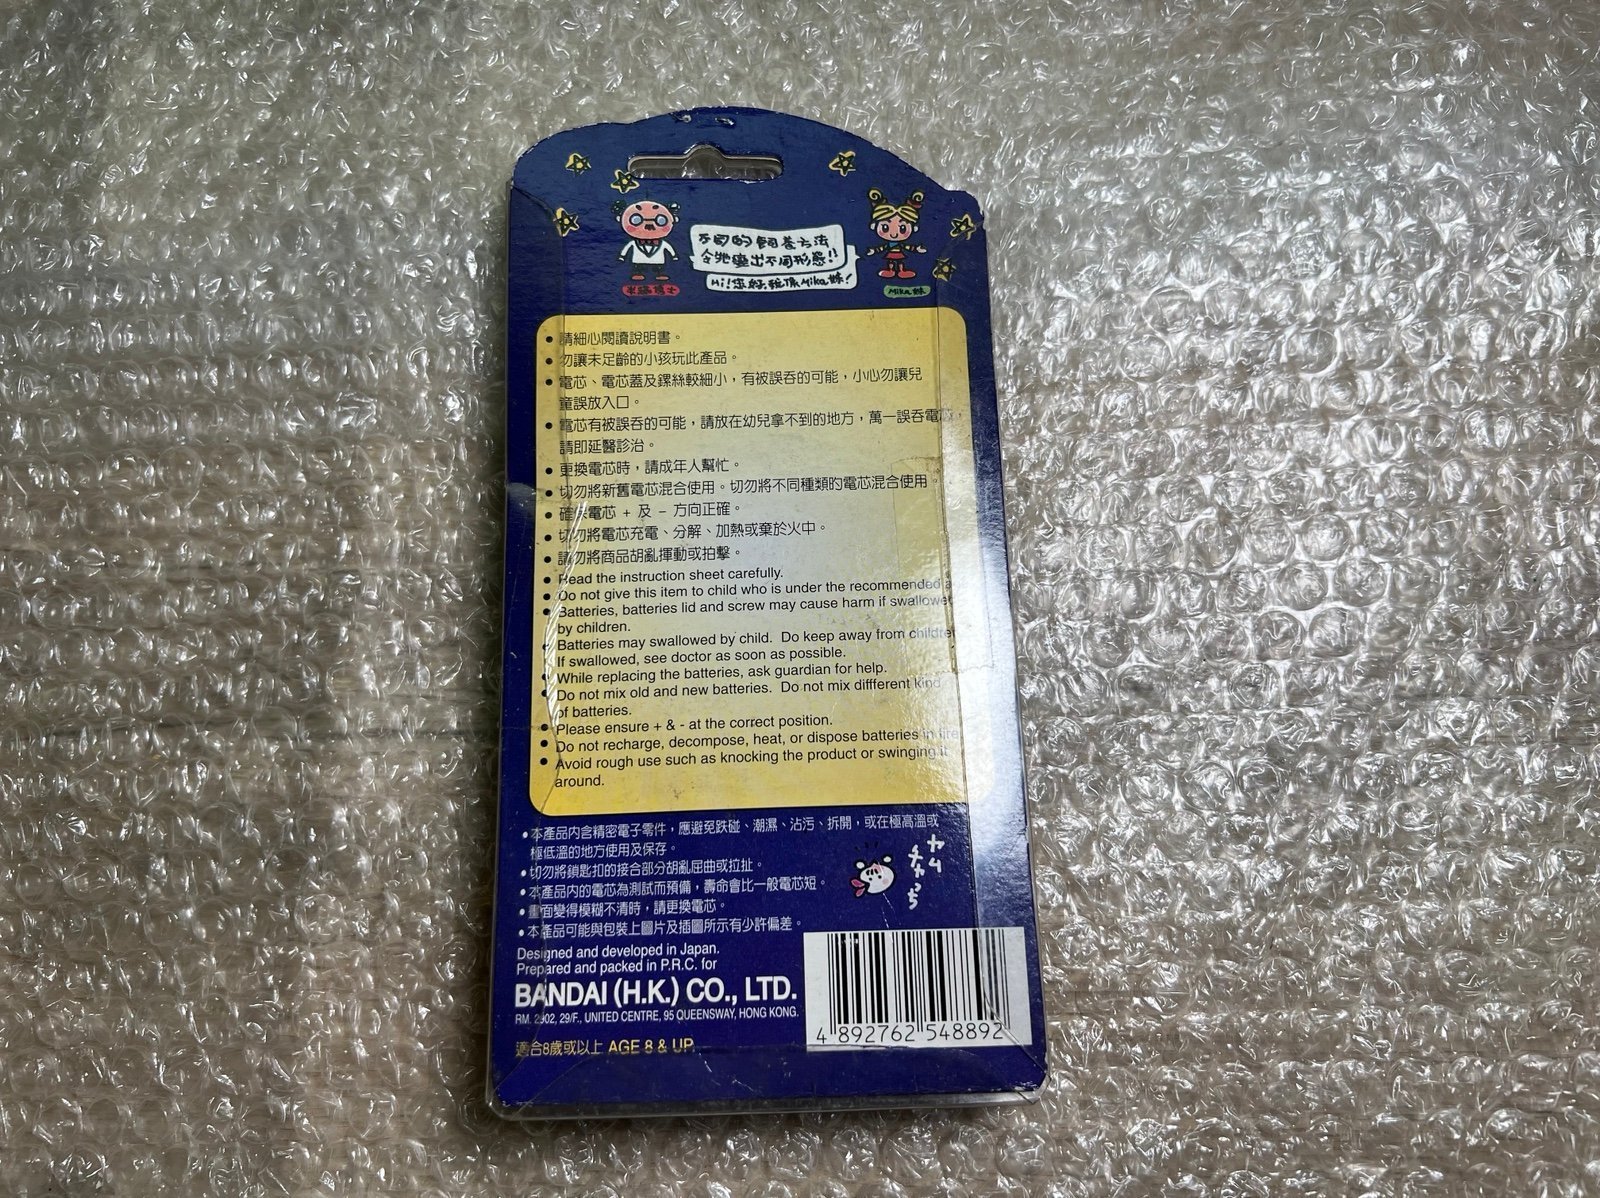 不同的飼養方法
令牠變出不同形態!!
Hi!您好,我係Mika妹!
Mika妹
• 請細心閱讀說明書。
• 勿讓未足齡的小孩玩此產品。
• 電芯、電芯蓋及鏍絲較細小，有被誤吞的可能，小心勿讓兒
童誤放入口。
• 電芯有被誤吞的可能，請放在幼兒拿不到的地方，萬一誤吞電芯，
請即延醫診治。
• 更換電芯時，請成年人幫忙。
• 切勿將新舊電芯混合使用。切勿將不同種類的電芯混合使用。
• 確保電芯 + 及 - 方向正確。
• 切勿將電芯充電、分解、加熱或棄於火中。
• 請勿將商品胡亂揮動或拍擊。
• Read the instruction sheet carefully.
• Do not give this item to child who is under the recommended
• Batteries, batteries lid and screw may cause harm if swallowed
by children.
• Batteries may swallowed by child. Do keep away from children
If swallowed, see doctor as soon as possible.
• While replacing the batteries, ask guardian for help.
• Do not mix old and new batteries. Do not mix diffferent kind
of batteries.
• Please ensure + & - at the correct position.
• Do not recharge, decompose, heat, or dispose batteries in fire
• Avoid rough use such as knocking the product or swinging it
around.
• 本產品內含精密電子零件，應避免跌碰、潮濕、沾污、拆開，或在極高溫或
極低溫的地方使用及保存。
• 切勿將鎖匙扣的接合部分胡亂屈曲或拉扯。
• 本產品內的電芯為測試而預備，壽命會比一般電芯短。
• 畫面變得模糊不清時，請更換電芯。
• 本產品可能與包裝上圖片及插圖所示有少許偏差。
Designed and developed in Japan.
Prepared and packed in P.R.C. for
BANDAI (H.K.) CO., LTD.
RM. 2902, 29/F., UNITED CENTRE, 95 QUEENSWAY, HONG KONG.
適合8歲或以上 AGE 8 & UP
4 892762 548892